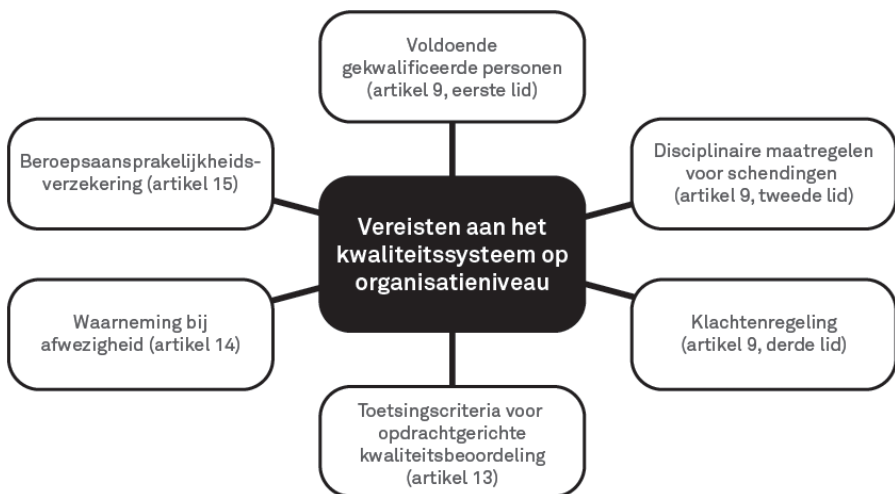 Voldoende
gekwalificeerde personen
(artikel 9, eerste lid)
Beroepsaansprakelijkheids-
verzekering (artikel 15)
Disciplinaire maatregelen
voor schendingen
(artikel 9, tweede lid)
Vereisten aan het
kwaliteitssysteem op
organisatieniveau
Waarneming bij
afwezigheid (artikel 14)
Klachtenregeling
(artikel 9, derde lid)
Toetsingscriteria voor
opdrachtgerichte
kwaliteitsbeoordeling
(artikel 13)